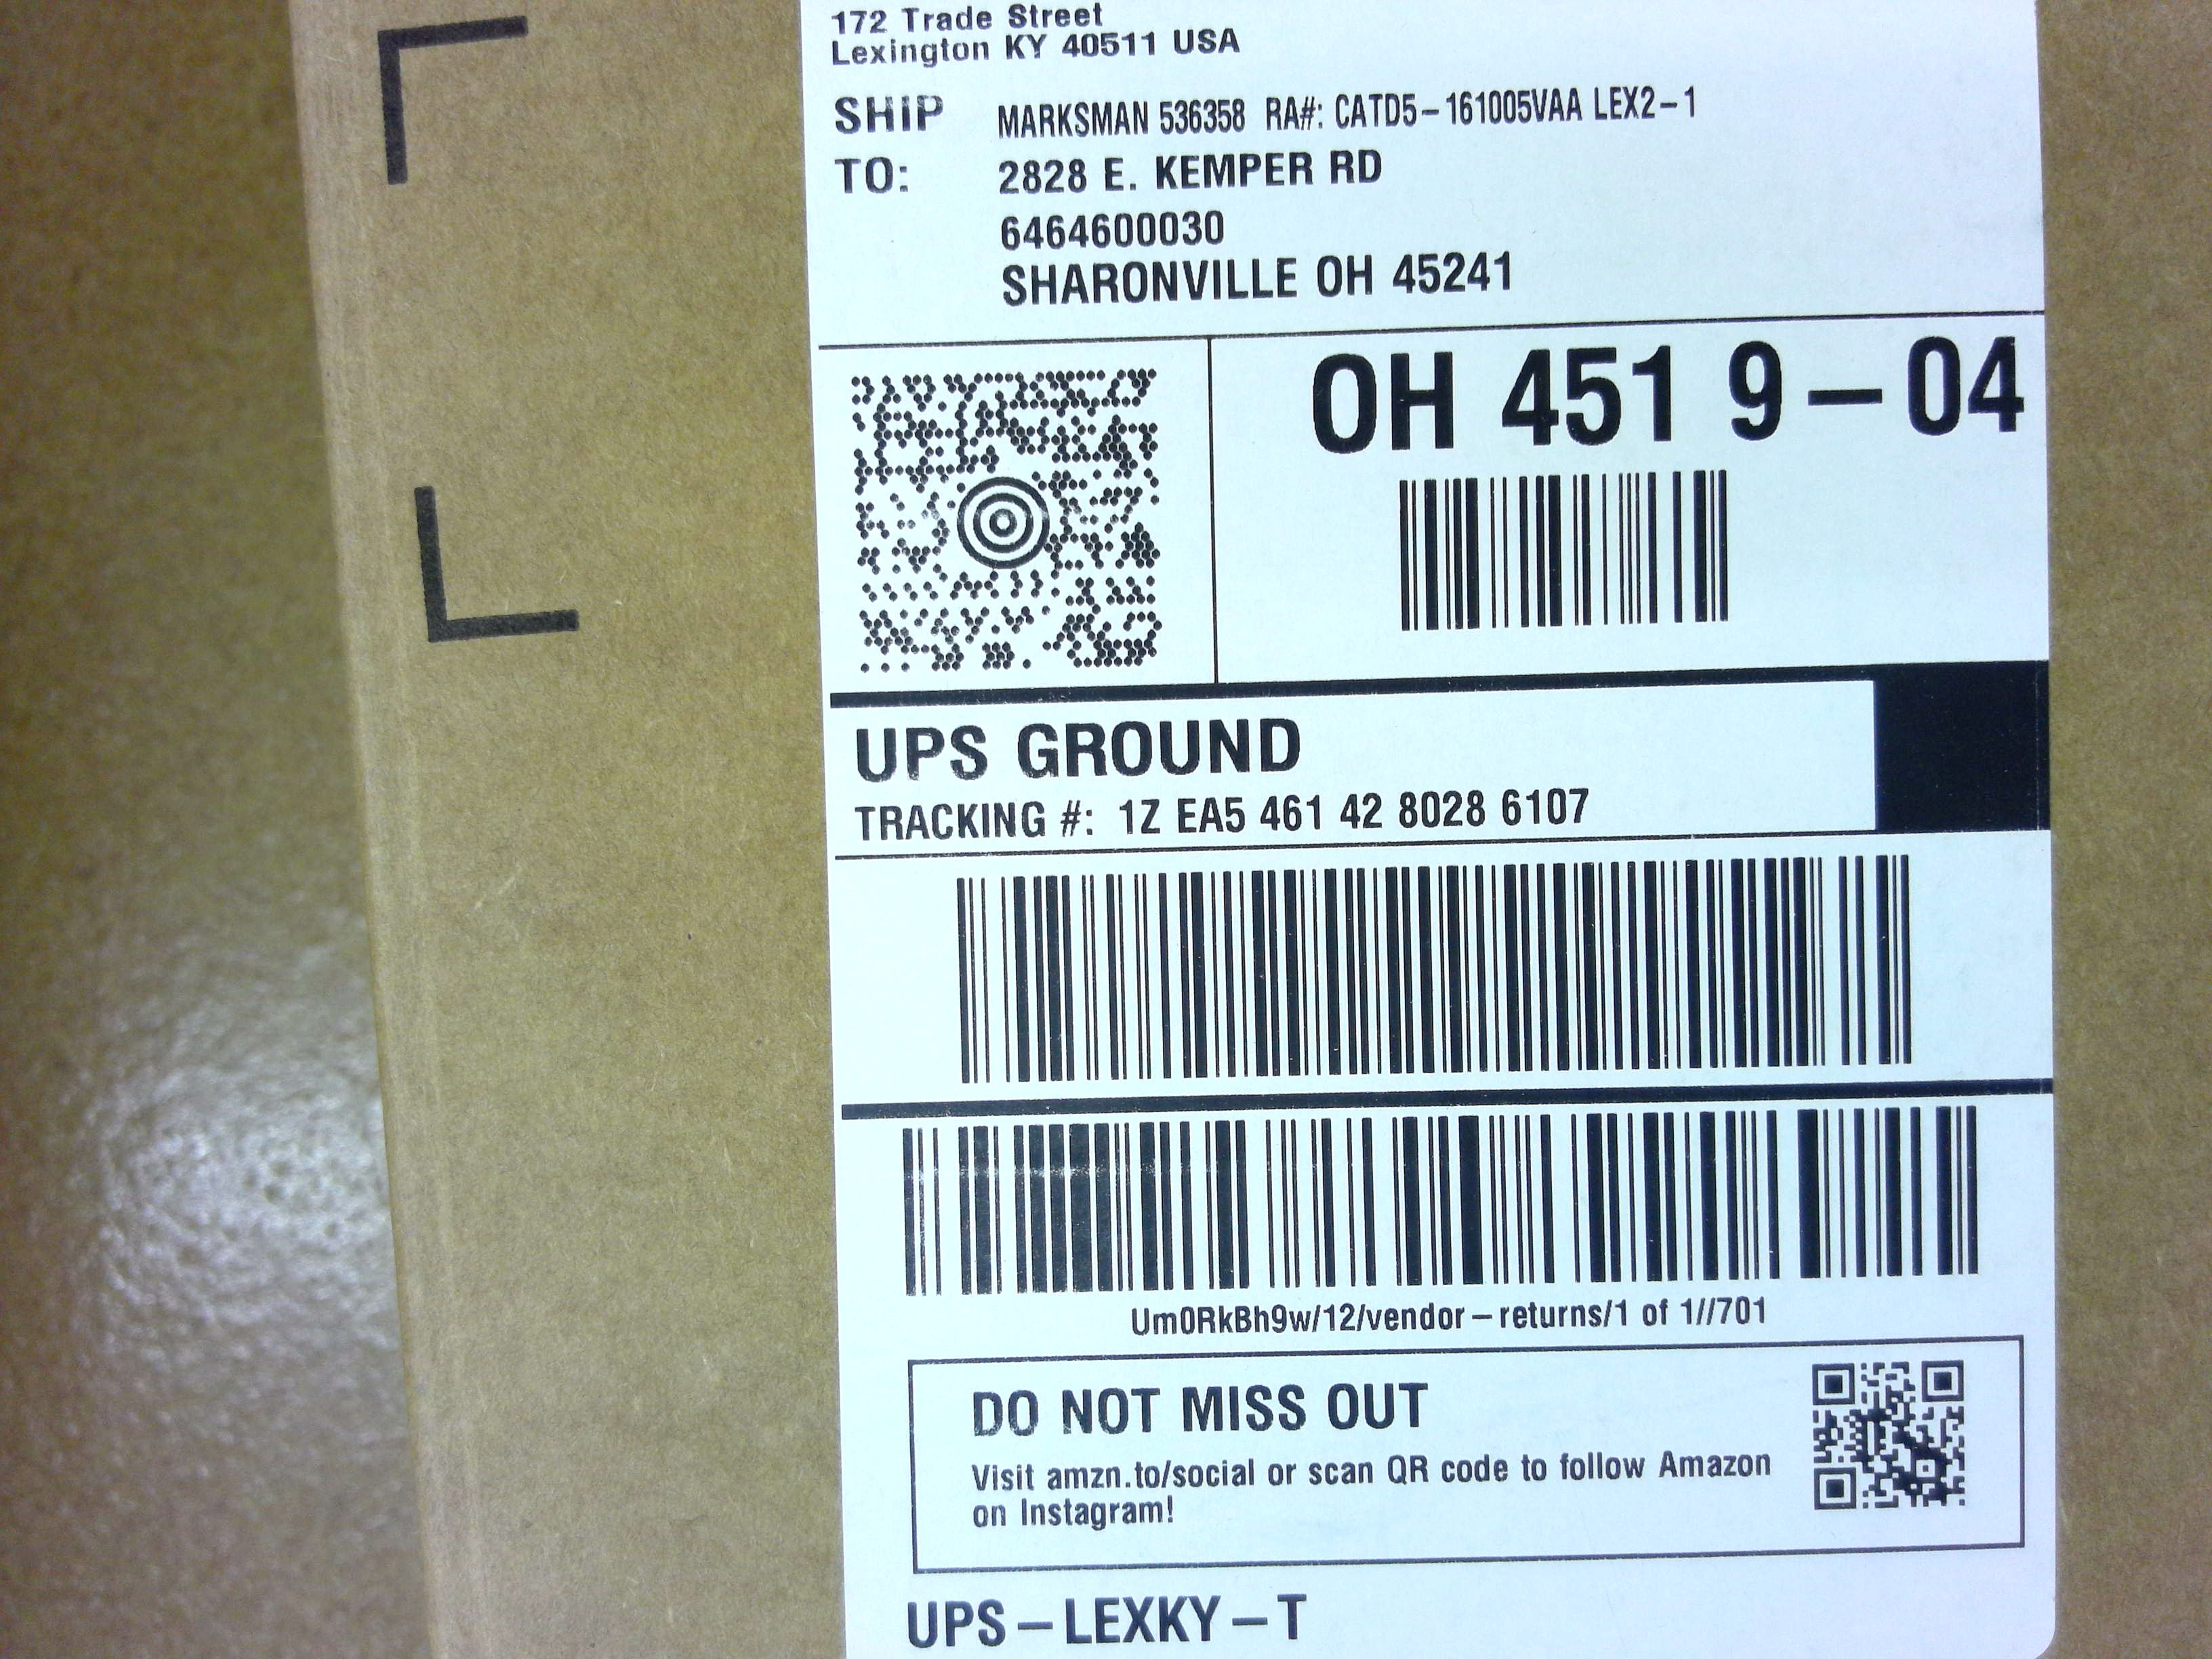 172 Trade Street
Lexington KY 40511 USA
SHIP MARKSMAN 536358 RA#: CATD5-161005VAA LEX2-1
TO: 2828 E. KEMPER RD
6464600030
SHARONVILLE OH 45241
OH 451 9-04
UPS GROUND
TRACKING #: 1Z EA5 461 42 8028 6107
Um0RkBh9w/12/vendor-returns/1 of 1//701
DO NOT MISS OUT
Visit amzn.to/social or scan QR code to follow Amazon
on Instagram!
UPS-LEXKY-T